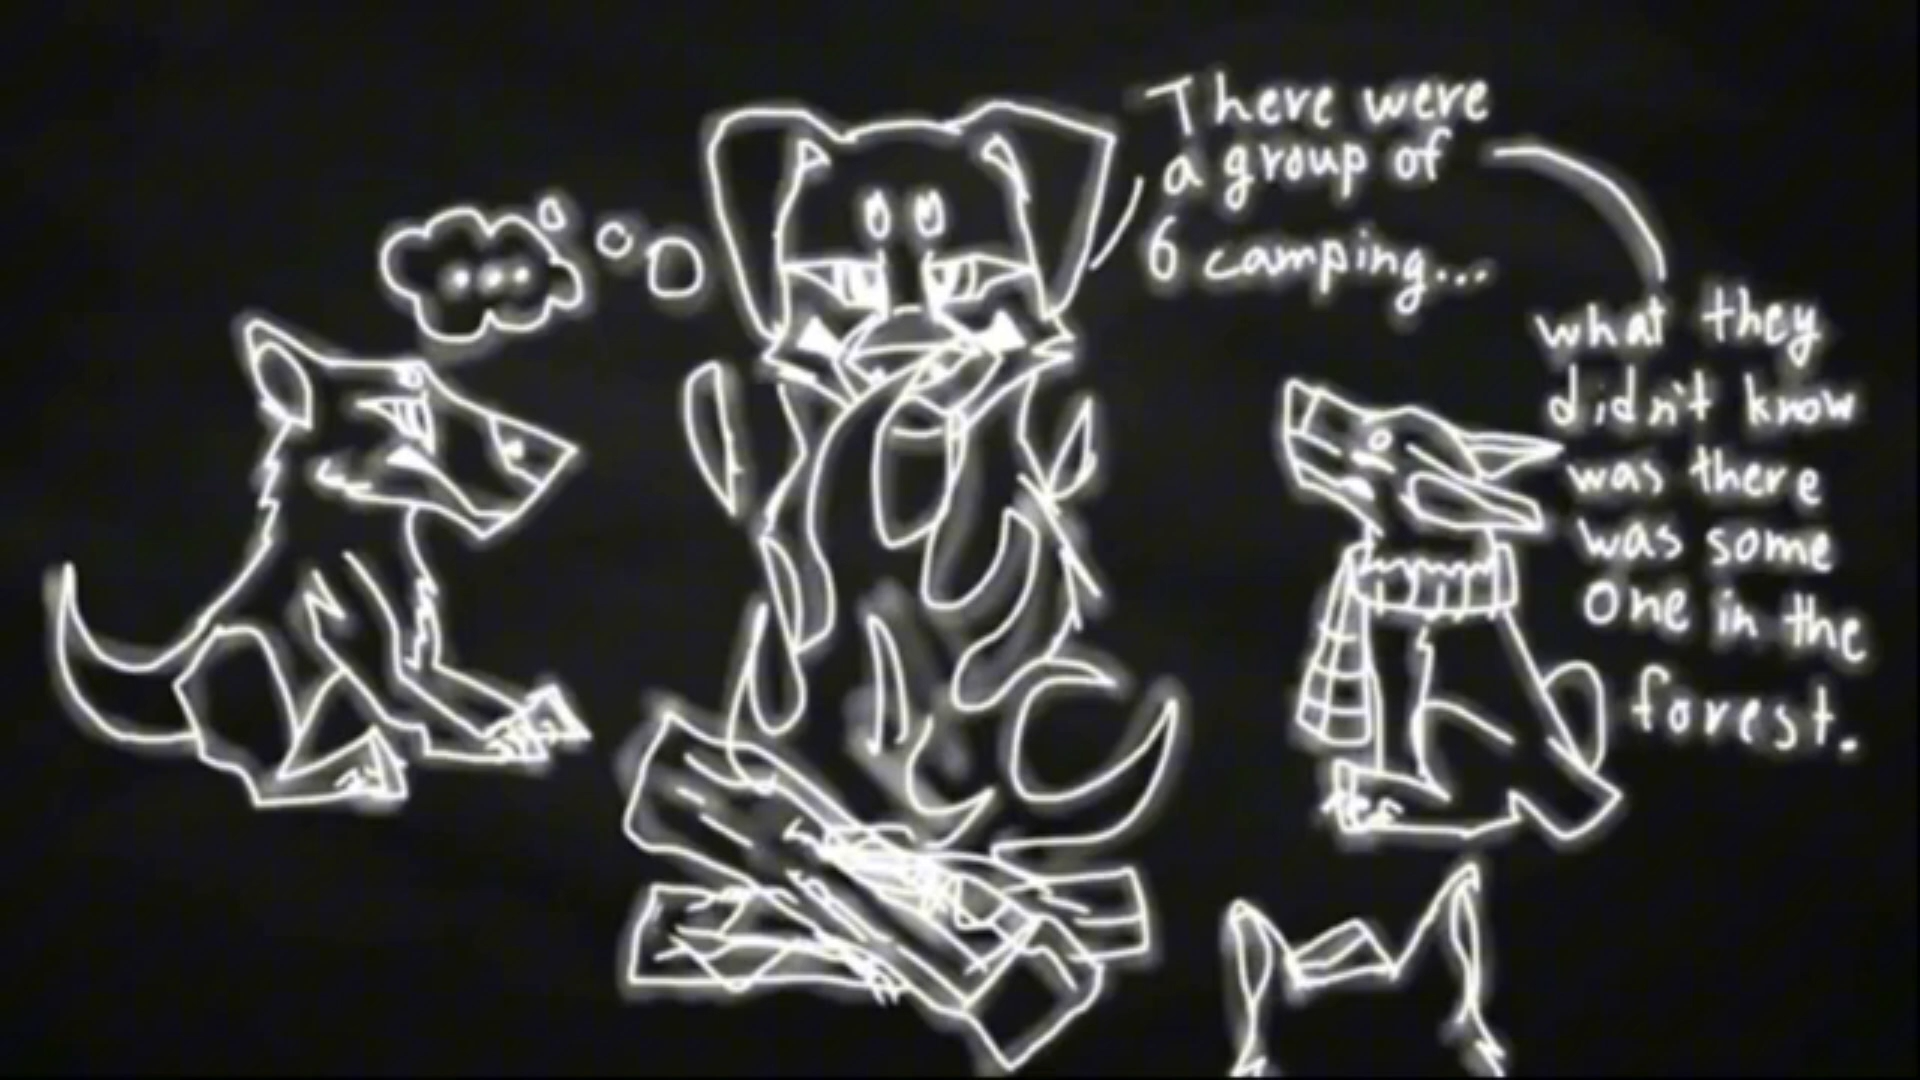 There were
a group of
6 camping...
...
what they
didn't know
was there
was some
one in the
forest.